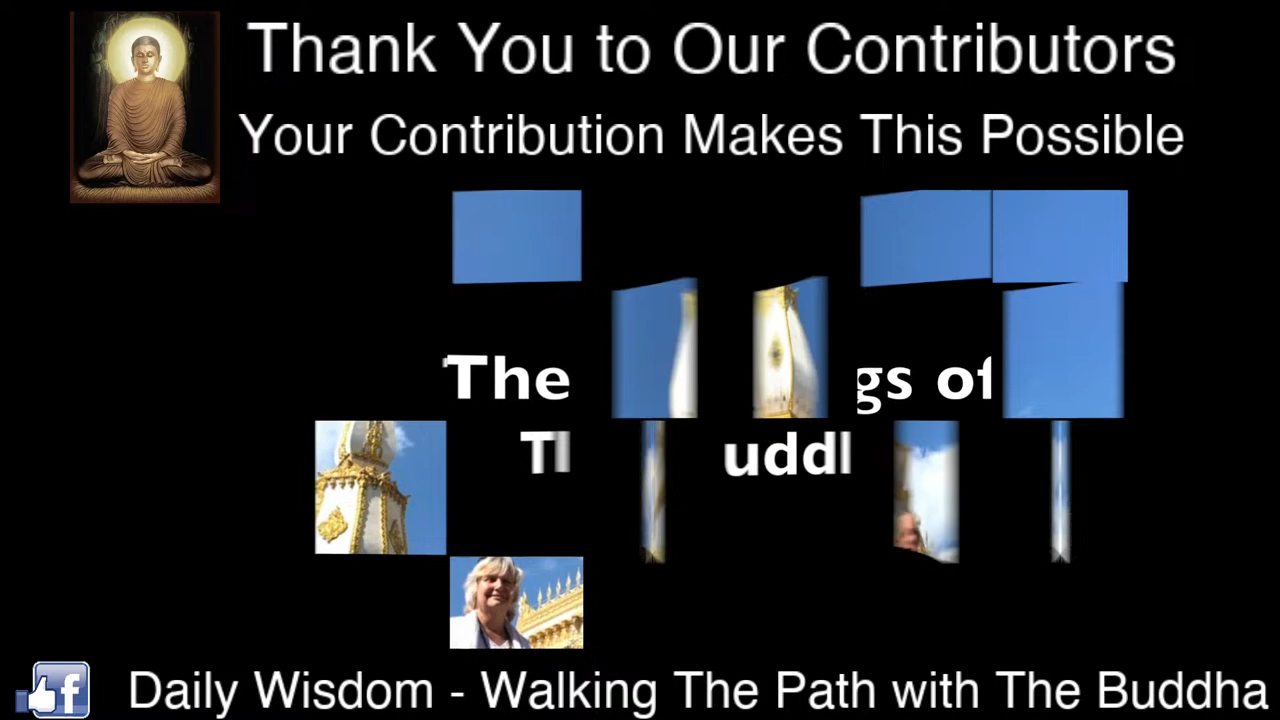 Thank You to Our Contributors
Your Contribution Makes This Possible
The gs of
uddl
Daily Wisdom - Walking The Path with The Buddha